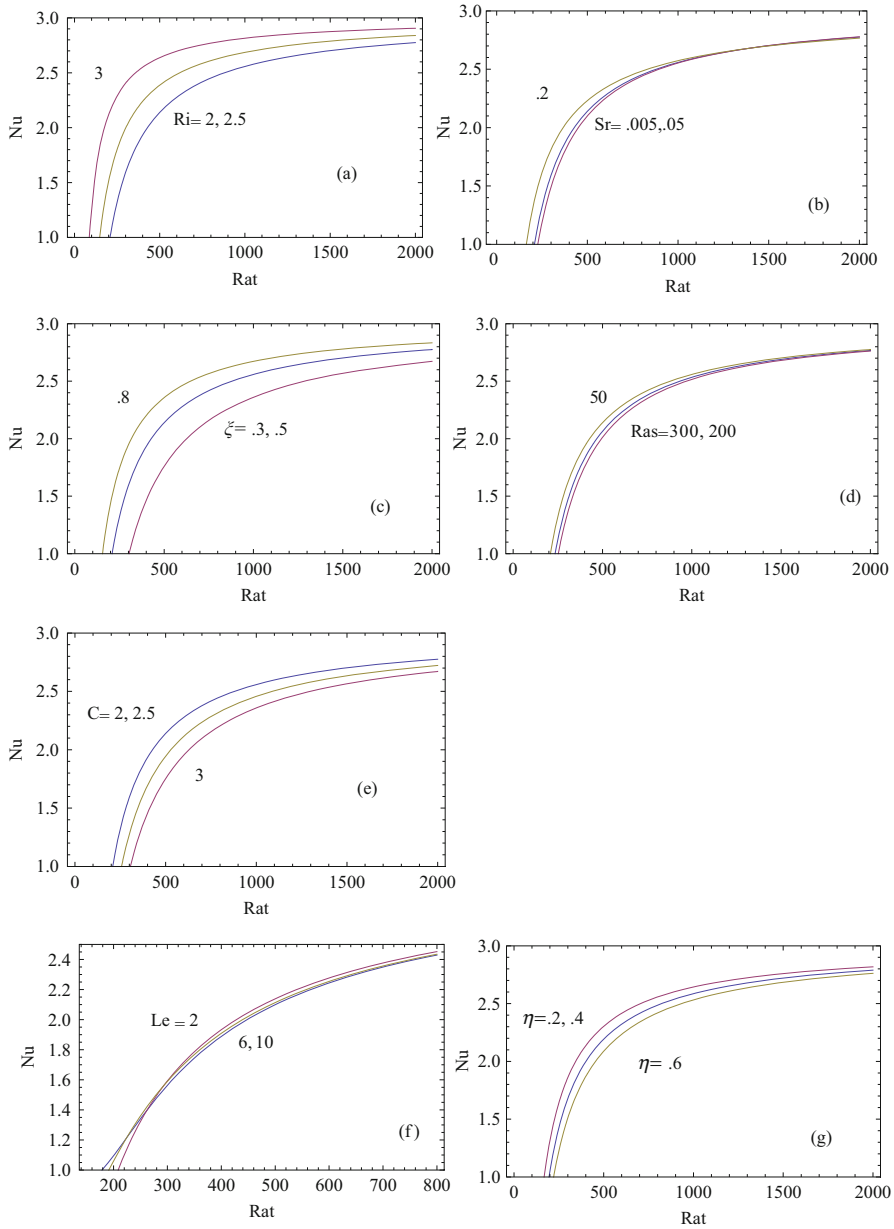 3.0
2.5
2.0
1.5
1.0
Nu
3
Ri= 2, 2.5
(a)
0 500 1000 1500 2000
Rat
3.0
2.5
2.0
1.5
1.0
Nu
.2
Sr= .005,.05
(b)
0 500 1000 1500 2000
Rat
3.0
2.5
2.0
1.5
1.0
Nu
.8
ξ= .3, .5
(c)
0 500 1000 1500 2000
Rat
3.0
2.5
2.0
1.5
1.0
Nu
50
Ras=300, 200
(d)
0 500 1000 1500 2000
Rat
3.0
2.5
2.0
1.5
1.0
Nu
C= 2, 2.5
3
(e)
0 500 1000 1500 2000
Rat
2.4
2.2
2.0
1.8
1.6
1.4
1.2
1.0
Nu
Le = 2
6, 10
(f)
200 300 400 500 600 700 800
Rat
3.0
2.5
2.0
1.5
1.0
Nu
η=.2, .4
η= .6
(g)
0 500 1000 1500 2000
Rat